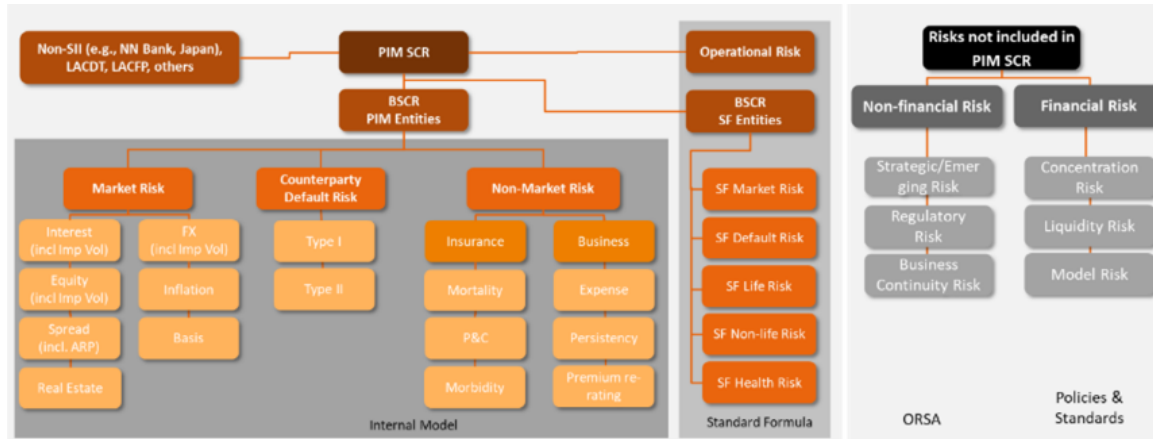 Non-SII (e.g., NN Bank, Japan),
LACDT, LACFP, others
PIM SCR
Operational Risk
BSCR
PIM Entities
BSCR
SF Entities
Market Risk
Counterparty
Default Risk
Non-Market Risk
Interest
(incl Imp Vol)
FX
(incl Imp Vol)
Type I
Insurance
Business
Equity
(incl Imp Vol)
Inflation
Type II
Mortality
Expense
Spread
(incl. ARP)
Basis
P&C
Persistency
Real Estate
Morbidity
Premium re-
rating
Internal Model
SF Market Risk
SF Default Risk
SF Life Risk
SF Non-life Risk
SF Health Risk
Standard Formula
Risks not included in
PIM SCR
Non-financial Risk
Financial Risk
Strategic/Emer
ging Risk
Concentration
Risk
Regulatory
Risk
Liquidity Risk
Business
Continuity Risk
Model Risk
ORSA
Policies &
Standards